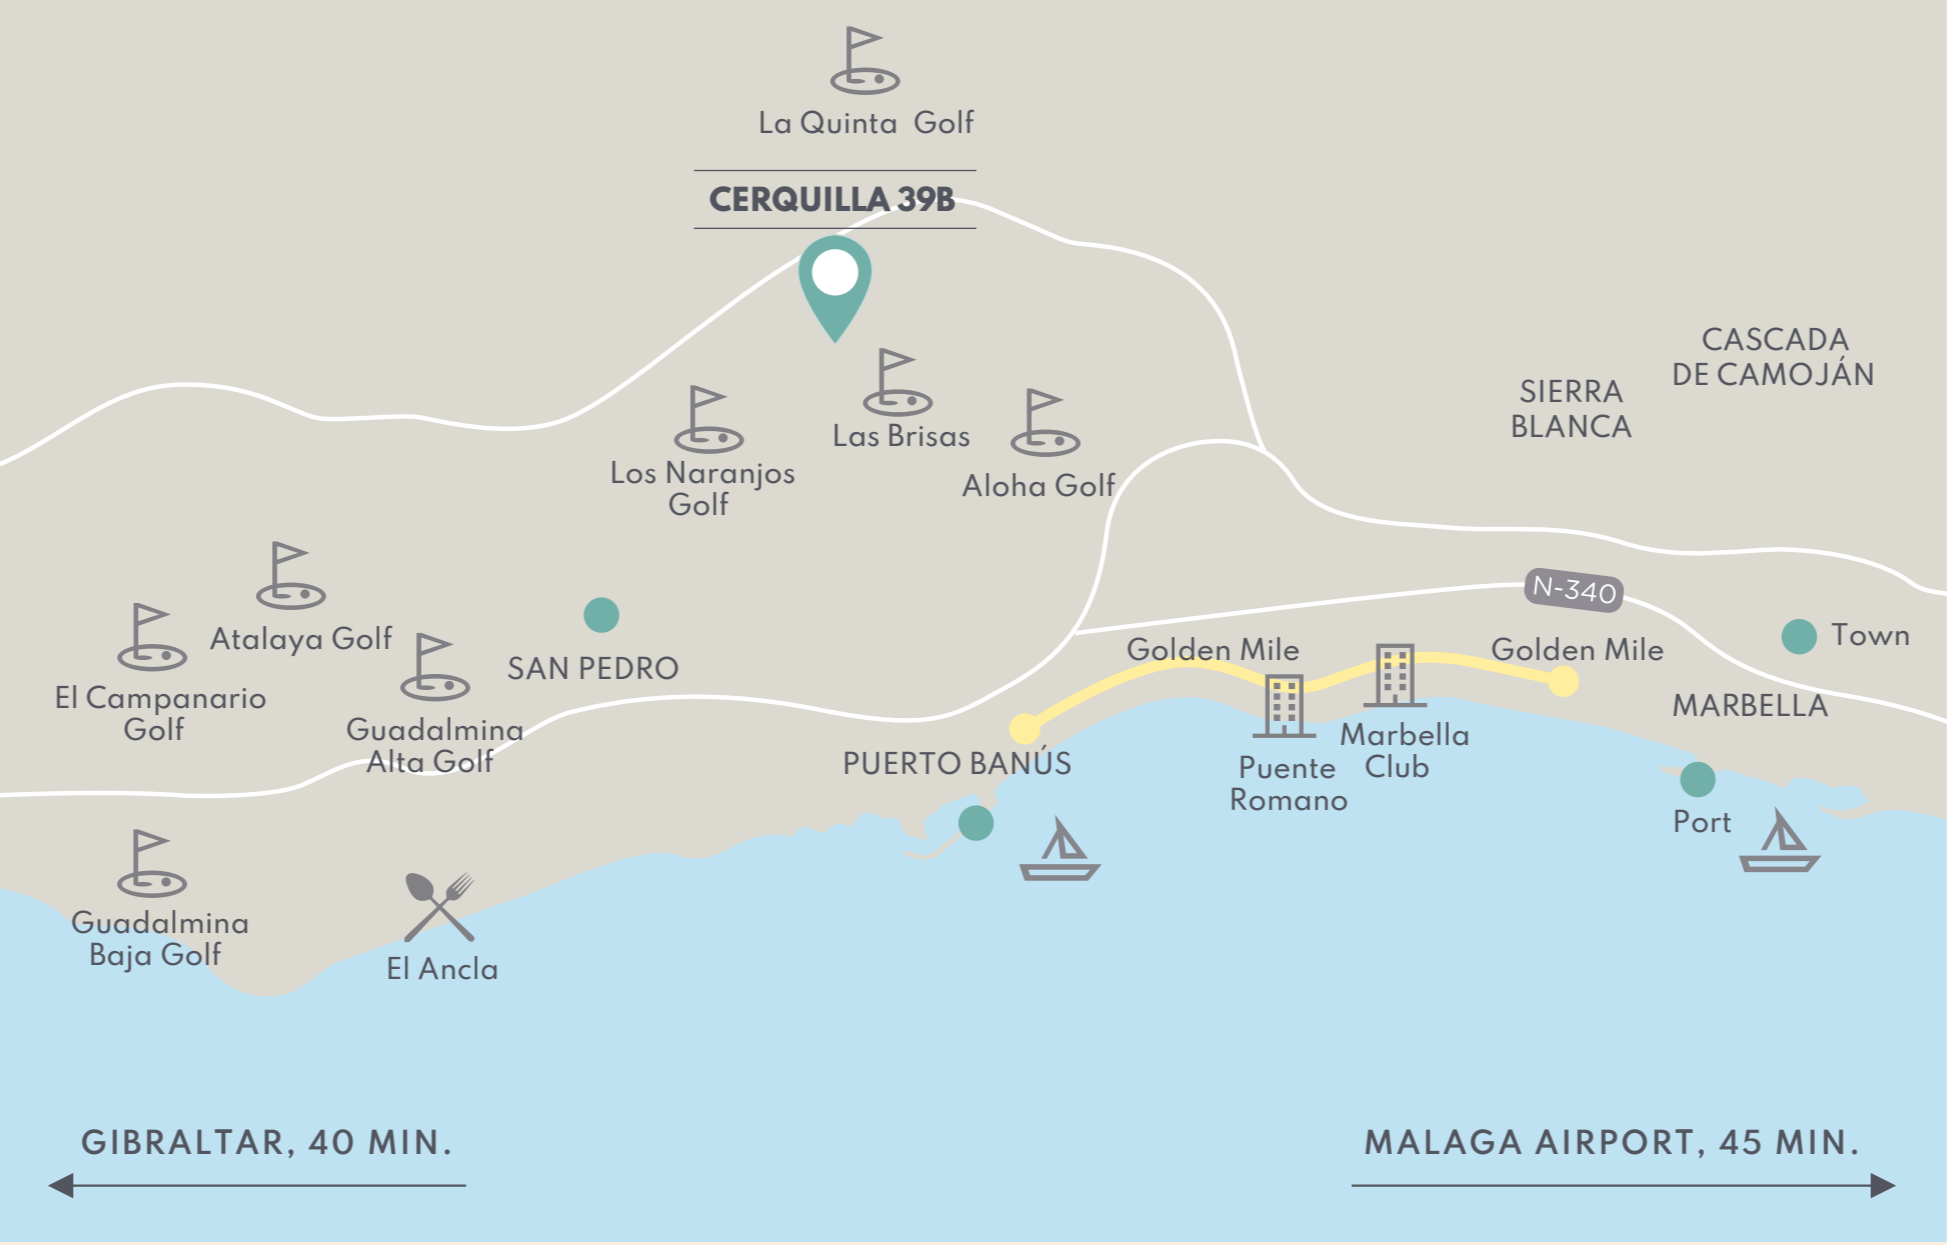 La Quinta Golf
CERQUILLA 39B
CASCADA
DE CAMOJÁN
SIERRA
BLANCA
Las Brisas
Los Naranjos
Golf
Aloha Golf
N-340
Atalaya Golf
El Campanario
Golf
Guadalmina
Alta Golf
SAN PEDRO
Golden Mile
Golden Mile
Town
MARBELLA
PUERTO BANÚS
Puente
Romano
Marbella
Club
Port
Guadalmina
Baja Golf
El Ancla
GIBRALTAR, 40 MIN.
MALAGA AIRPORT, 45 MIN.